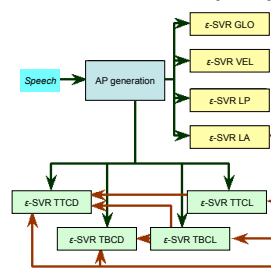 ε-SVR GLO
ε-SVR VEL
Speech
AP generation
ε-SVR LP
ε-SVR LA
ε-SVR TTCD
ε-SVR TTCL
ε-SVR TBCD
ε-SVR TBCL